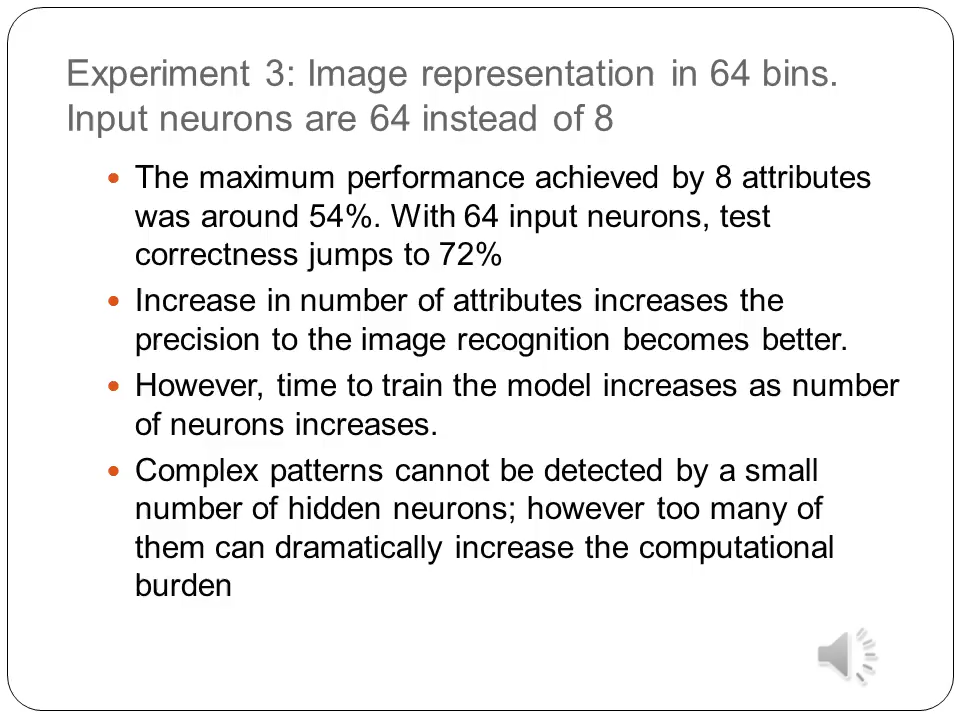 Experiment 3: Image representation in 64 bins.
Input neurons are 64 instead of 8
• The maximum performance achieved by 8 attributes
was around 54%. With 64 input neurons, test
correctness jumps to 72%
• Increase in number of attributes increases the
precision to the image recognition becomes better.
• However, time to train the model increases as number
of neurons increases.
• Complex patterns cannot be detected by a small
number of hidden neurons; however too many of
them can dramatically increase the computational
burden